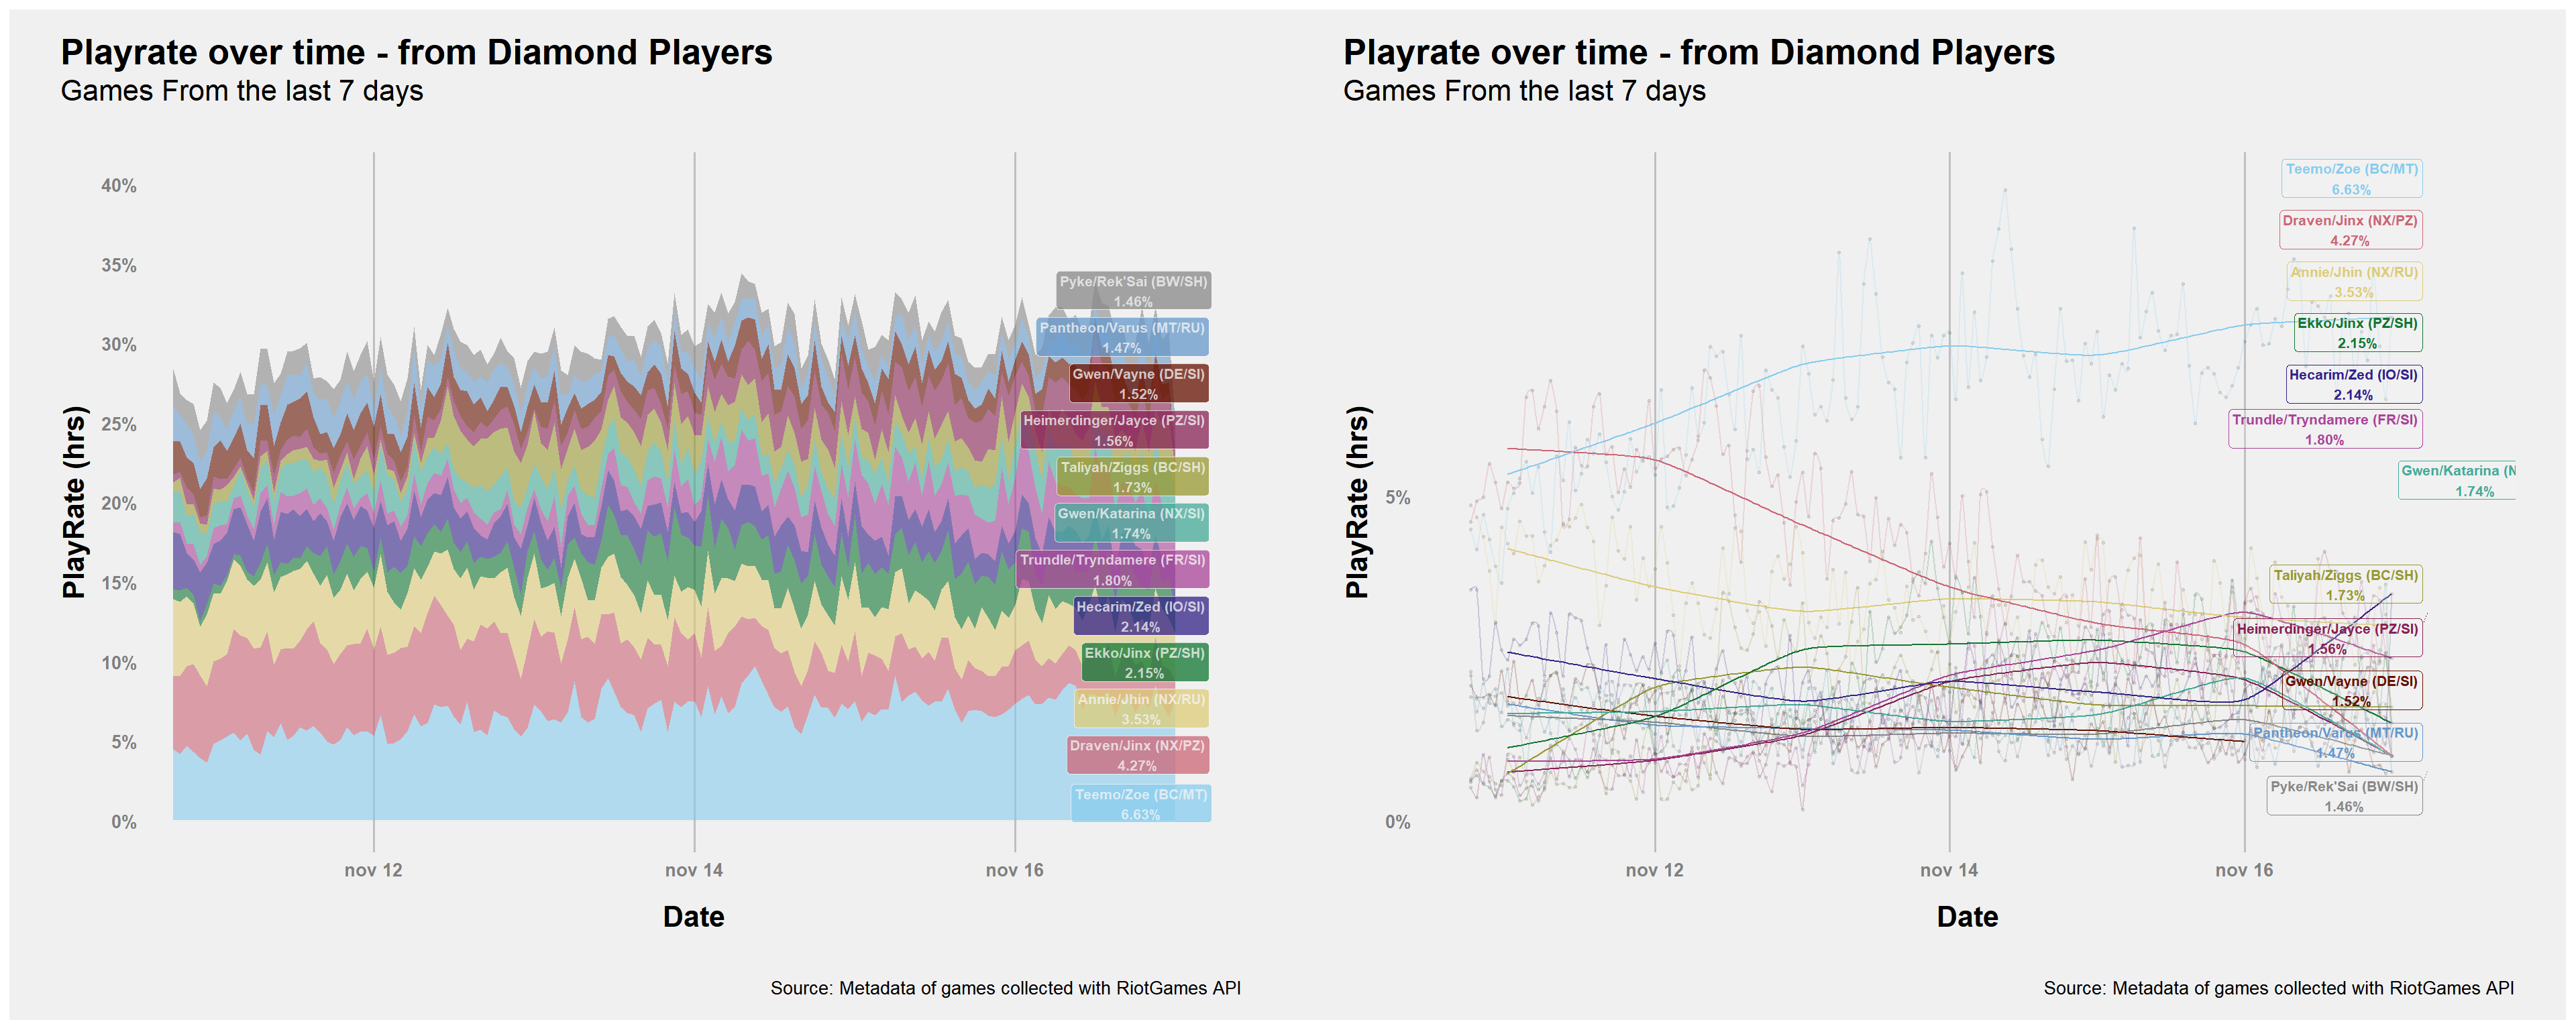 Playrate over time - from Diamond Players
Games From the last 7 days
PlayRate (hrs)
40%
35%
30%
25%
20%
15%
10%
5%
0%
Pyke/Rek'Sai (BW/SH)
1.46%
Pantheon/Varus (MT/RU)
1.47%
Gwen/Vayne (DE/SI)
1.52%
Heimerdinger/Jayce (PZ/SI)
1.56%
Taliyah/Ziggs (BC/SH)
1.73%
Gwen/Katarina (NX/SI)
1.74%
Trundle/Tryndamere (FR/SI)
1.80%
Hecarim/Zed (IO/SI)
2.14%
Ekko/Jinx (PZ/SH)
2.15%
Annie/Jhin (NX/RU)
3.53%
Draven/Jinx (NX/PZ)
4.27%
Teemo/Zoe (BC/MT)
6.63%
nov 12
nov 14
nov 16
Date
Source: Metadata of games collected with RiotGames API
Playrate over time - from Diamond Players
Games From the last 7 days
PlayRate (hrs)
5%
0%
Teemo/Zoe (BC/MT)
6.63%
Draven/Jinx (NX/PZ)
4.27%
Annie/Jhin (NX/RU)
3.53%
Ekko/Jinx (PZ/SH)
2.15%
Hecarim/Zed (IO/SI)
2.14%
Trundle/Tryndamere (FR/SI)
1.80%
Gwen/Katarina (N
1.74%
Taliyah/Ziggs (BC/SH)
1.73%
Heimerdinger/Jayce (PZ/SI)
1.56%
Gwen/Vayne (DE/SI)
1.52%
Pantheon/Varus (MT/RU)
1.47%
Pyke/Rek'Sai (BW/SH)
1.46%
nov 12
nov 14
nov 16
Date
Source: Metadata of games collected with RiotGames API